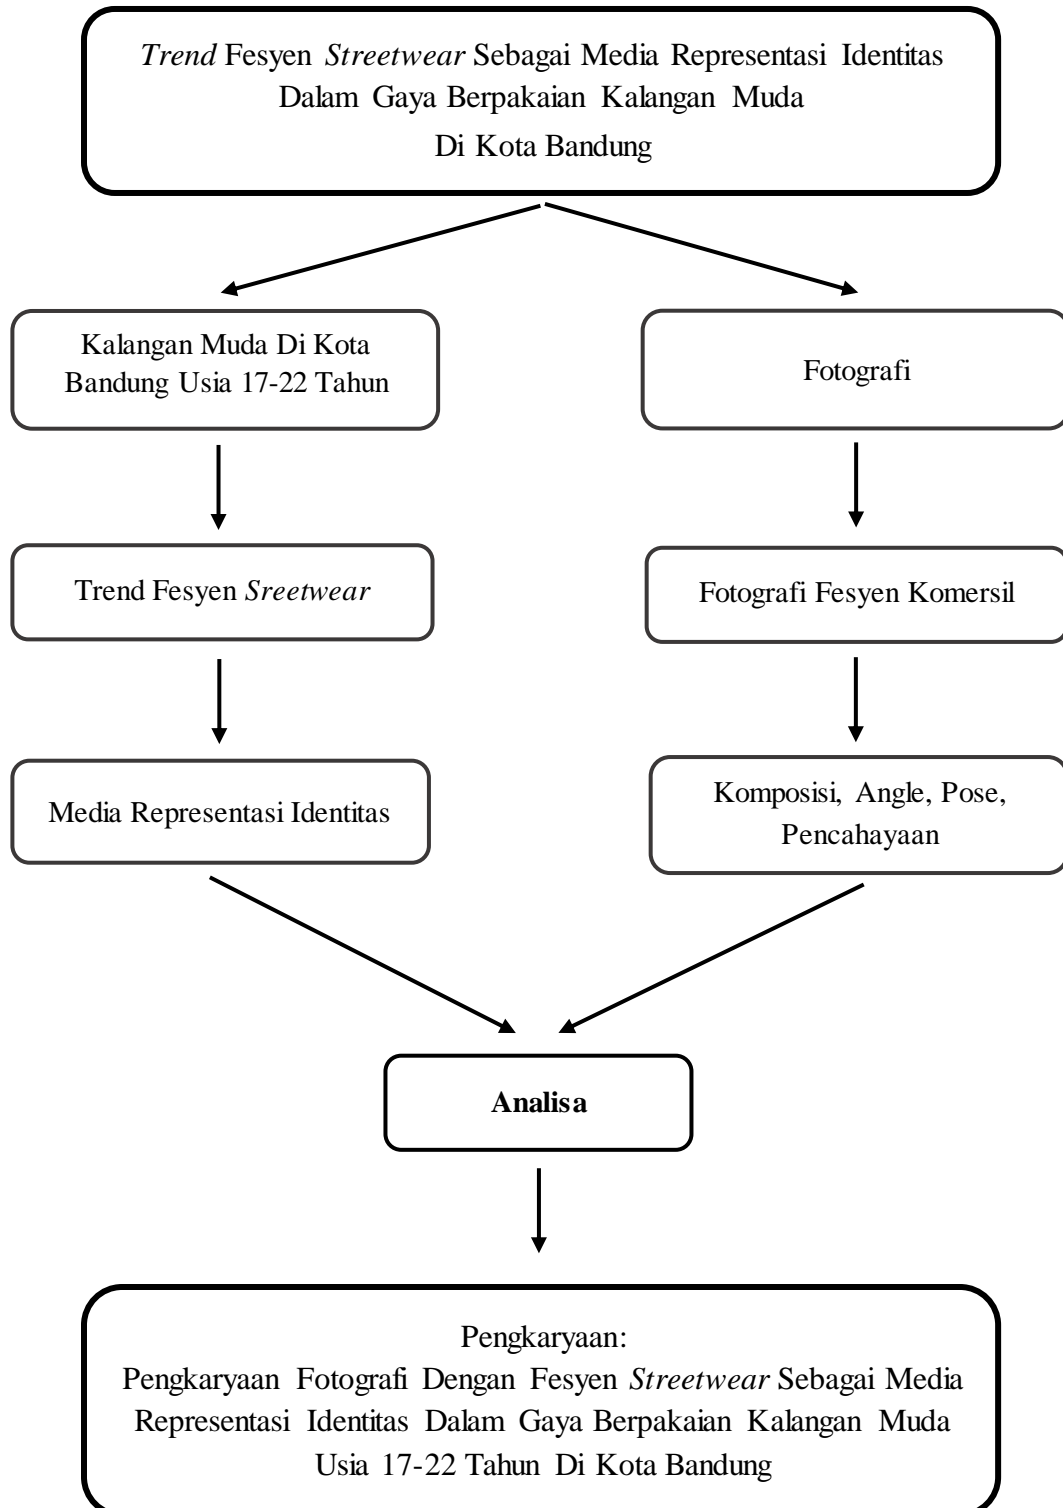 Trend Fesyen Streetwear Sebagai Media Representasi Identitas
Dalam Gaya Berpakaian Kalangan Muda
Di Kota Bandung
Kalangan Muda Di Kota
Bandung Usia 17-22 Tahun
Fotografi
Trend Fesyen Sreetwear
Fotografi Fesyen Komersil
Media Representasi Identitas
Komposisi, Angle, Pose,
Pencahayaan
Analisa
Pengkaryaan:
Pengkaryaan Fotografi Dengan Fesyen Streetwear Sebagai Media
Representasi Identitas Dalam Gaya Berpakaian Kalangan Muda
Usia 17-22 Tahun Di Kota Bandung